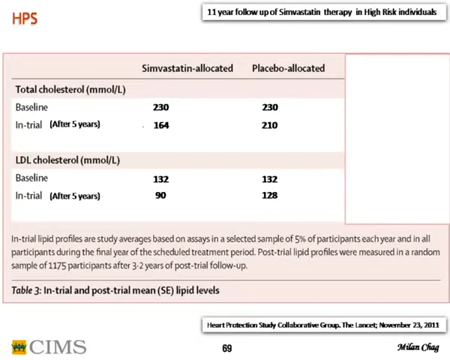 HPS
11 year follow up of Simvastatin therapy in High Risk individuals
Simvastatin-allocated Placebo-allocated
Total cholesterol (mmol/L)
Baseline 230 230
In-trial (After 5 years) 164 210
LDL cholesterol (mmol/L)
Baseline 132 132
In-trial (After 5 years) 90 128
In-trial lipid profiles are study averages based on assays in a selected sample of 5% of participants each year and in all
participants during the final year of the scheduled treatment period. Post-trial lipid profiles were measured in a random
sample of 1175 participants after 3·2 years of post-trial follow-up.
Table 3: In-trial and post-trial mean (SE) lipid levels
Heart Protection Study Collaborative Group, The Lancet; November 23, 2011
CIMS 69 Milan Chag